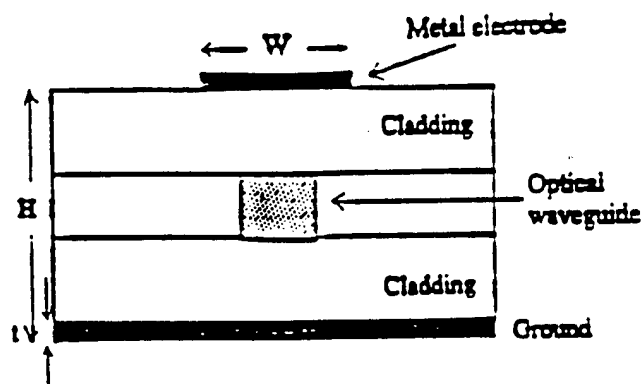 W
Metal electrode
Cladding
H
Optical
waveguide
Cladding
t
Ground